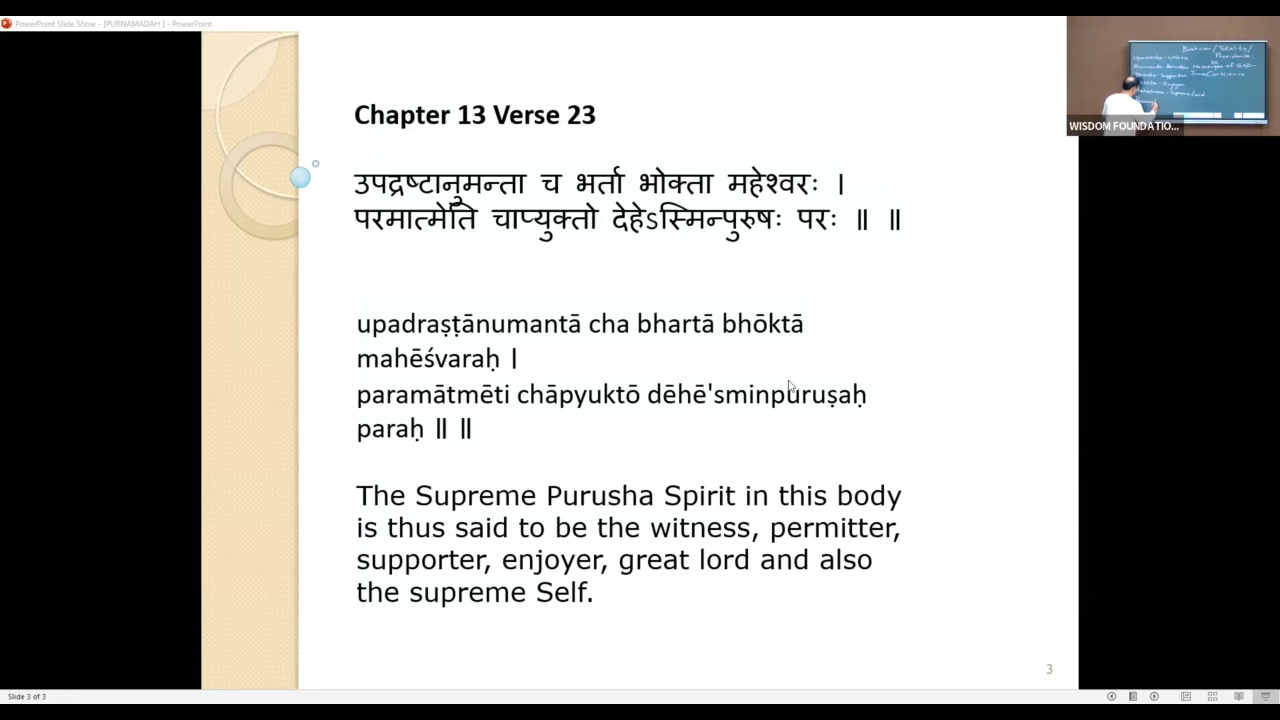 PowerPoint Slide Show - [PURNAMADAH ] - PowerPoint
Chapter 13 Verse 23
उपद्रष्टानुमन्ता च भर्ता भोक्ता महेश्वरः ।
परमात्मेति चाप्युक्तो देहेऽस्मिन्पुरुषः परः ॥ ॥
upadraṣṭānumantā cha bhartā bhōktā
mahēśvaraḥ |
paramātmēti chāpyuktō dēhē'sminpuruṣaḥ
paraḥ ॥ ॥
The Supreme Purusha Spirit in this body
is thus said to be the witness, permitter,
supporter, enjoyer, great lord and also
the supreme Self.
3
WISDOM FOUNDATIO...
Slide 3 of 3